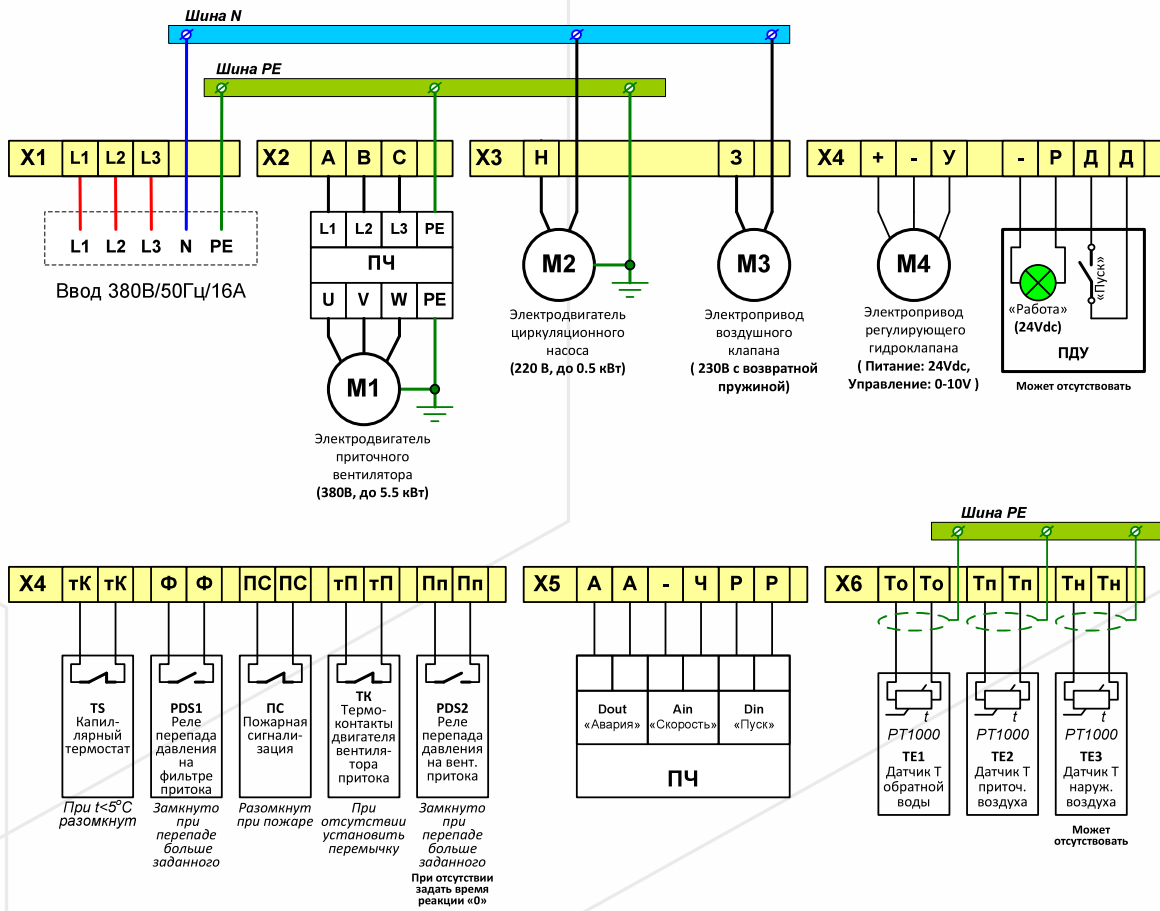 Шина N
Шина PE
X1 L1 L2 L3
X2 А В С
X3 Н З
X4 + - У - Р Д Д
L1 L2 L3 N PE
Ввод 380В/50Гц/16А
L1 L2 L3 PE
ПЧ
U V W PE
М1
Электродвигатель
приточного
вентилятора
(380В, до 5.5 кВт)
М2
Электродвигатель
циркуляционного
насоса
(220 В, до 0.5 кВт)
М3
Электропривод
воздушного
клапана
( 230В с возвратной
пружиной)
М4
Электропривод
регулирующего
гидроклапана
( Питание: 24Vdc,
Управление: 0-10V )
«Работа»
(24Vdc)
«Пуск»
ПДУ
Может отсутствовать
Шина PE
X4 тК тК Ф Ф ПС ПС тП тП Пп Пп
X5 А А - Ч Р Р
X6 То То Тп Тп Тн Тн
TS
Капил-
лярный
термостат
При t<5°C
разомкнут
PDS1
Реле
перепада
давления
на
фильтре
притока
Замкнуто
при
перепаде
больше
заданного
ПС
Пожарная
сигнали-
зация
Разомкнут
при пожаре
ТК
Термо-
контакты
двигателя
вентиля-
тора
притока
При
отсутствии
установить
перемычку
PDS2
Реле
перепада
давления
на вент.
притока
Замкнуто
при
перепаде
больше
заданного
При отсутствии
задать время
реакции «0»
Dout
«Авария»
Ain
«Скорость»
Din
«Пуск»
ПЧ
t
PT1000
TE1
Датчик Т
обратной
воды
t
PT1000
TE2
Датчик Т
приточ.
воздуха
t
PT1000
TE3
Датчик Т
наруж.
воздуха
Может
отсутствовать